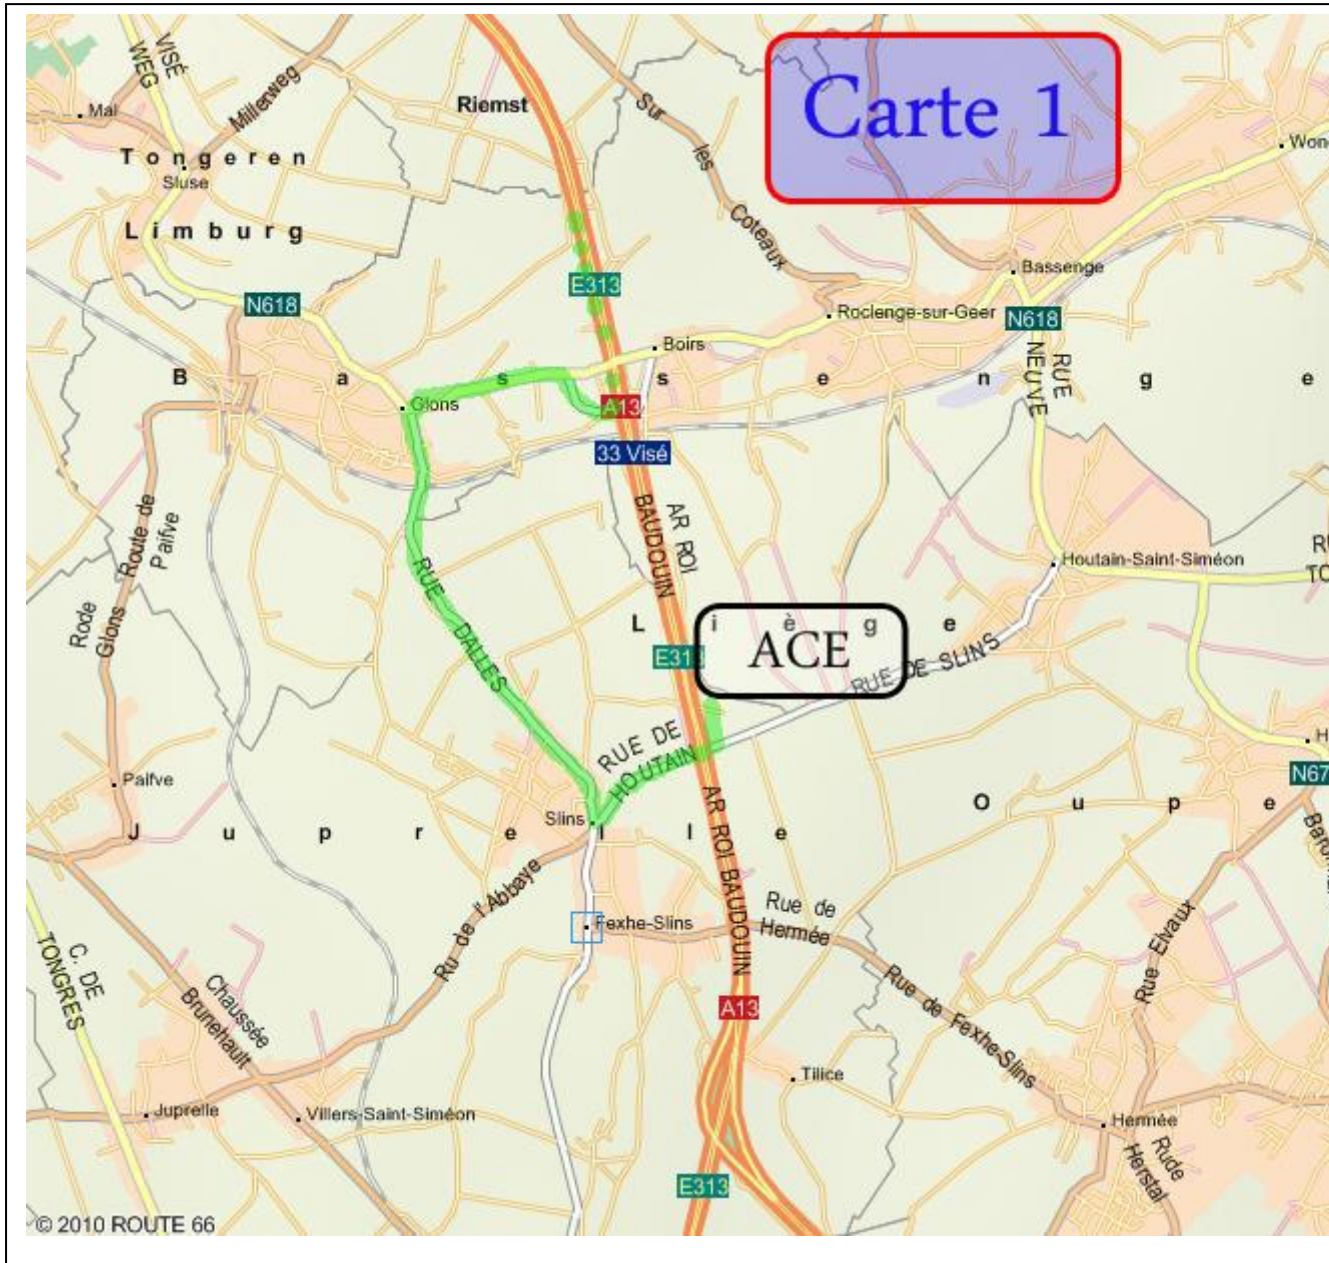 Carte 1
VISÉ
WEG
Mal
Millerweg
Riemst
Sur
les
Coteaux
Tongeren
Sluse
Limburg
Bassenge
E313
N618
Roclenge-sur-Geer
N618
Boirs
RUE
NEUVE
B a s s e n g e
Glons
A13
33 Visé
Route de
Paifve
Rode
Glons
AR ROI
BAUDOUIN
Houtain-Saint-Siméon
RUE DALLES
L i è g e
ACE
E313
RUE DE SLINS
RUE DE
HOUTAIN
Paifve
N67
O u p e
Slins
J u p r e l l e
AR ROI BAUDOUIN
Ru de l'Abbaye
Rue de
Hermée
Fexhe-Slins
Rue Elvaux
C. DE
TONGRES
Chaussée
Brunehault
Rue de Fexhe-Slins
A13
Tilice
Juprelle
Villers-Saint-Siméon
Hermée
Rude
Herstal
E313
© 2010 ROUTE 66